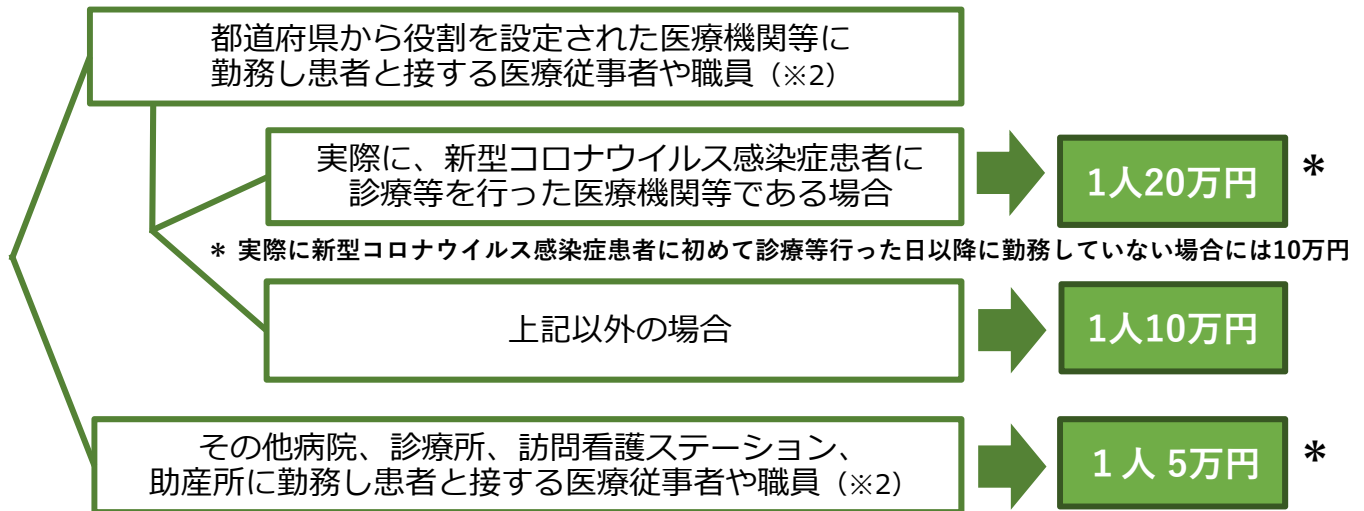 都道府県から役割を設定された医療機関等に
勤務し患者と接する医療従事者や職員（※2）
実際に、新型コロナウイルス感染症患者に
診療等を行った医療機関等である場合
1人20万円
*
* 実際に新型コロナウイルス感染症患者に初めて診療等行った日以降に勤務していない場合には10万円
上記以外の場合
1人10万円
その他病院、診療所、訪問看護ステーション、
助産所に勤務し患者と接する医療従事者や職員（※2）
1 人 5万円
*